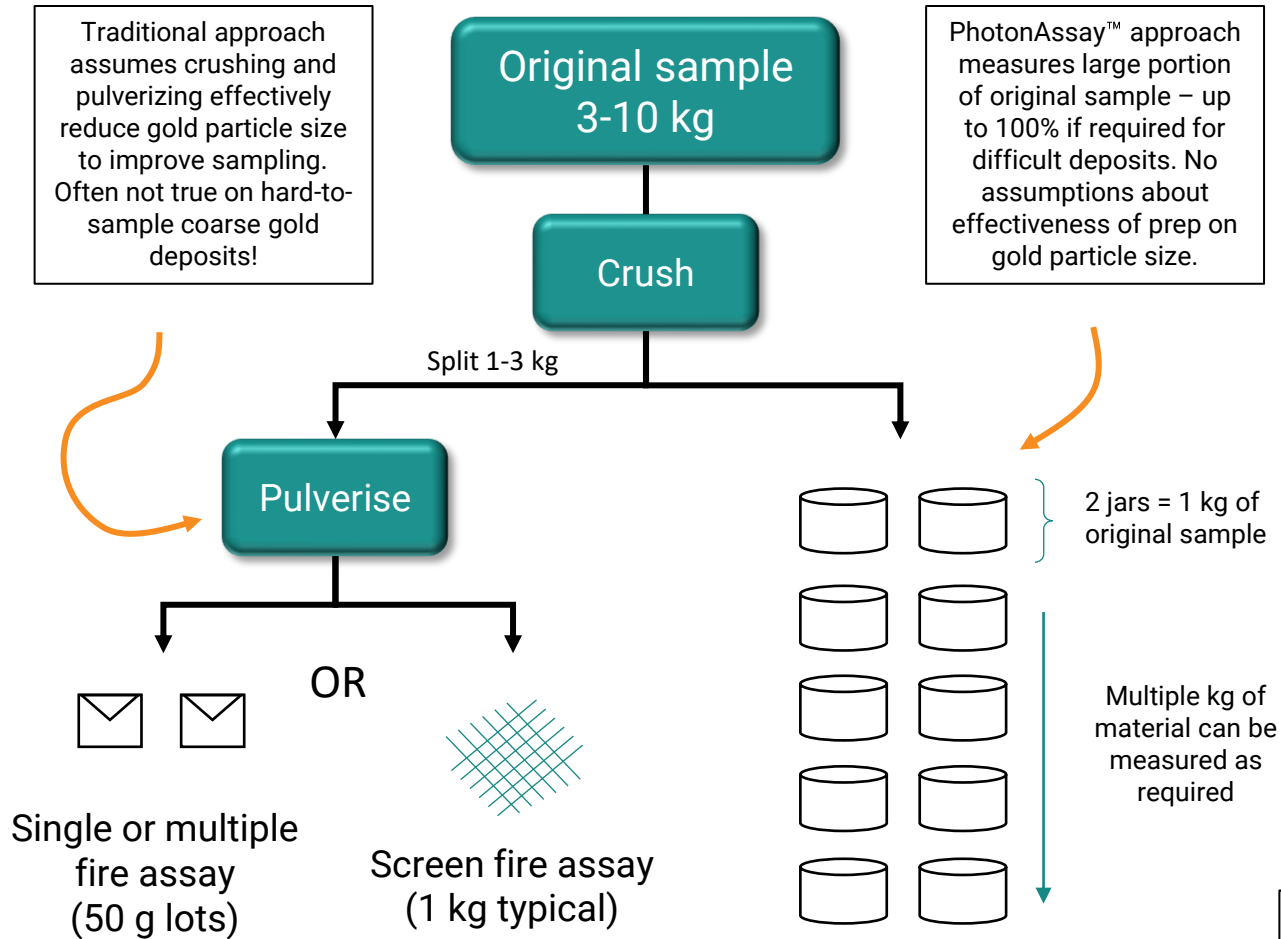 Traditional approach
assumes crushing and
pulverizing effectively
reduce gold particle size
to improve sampling.
Often not true on hard-to-
sample coarse gold
deposits!
Original sample
3-10 kg
PhotonAssay™ approach
measures large portion
of original sample – up
to 100% if required for
difficult deposits. No
assumptions about
effectiveness of prep on
gold particle size.
Crush
Split 1-3 kg
Pulverise
2 jars = 1 kg of
original sample
OR
Multiple kg of
material can be
measured as
required
Single or multiple
fire assay
(50 g lots)
Screen fire assay
(1 kg typical)